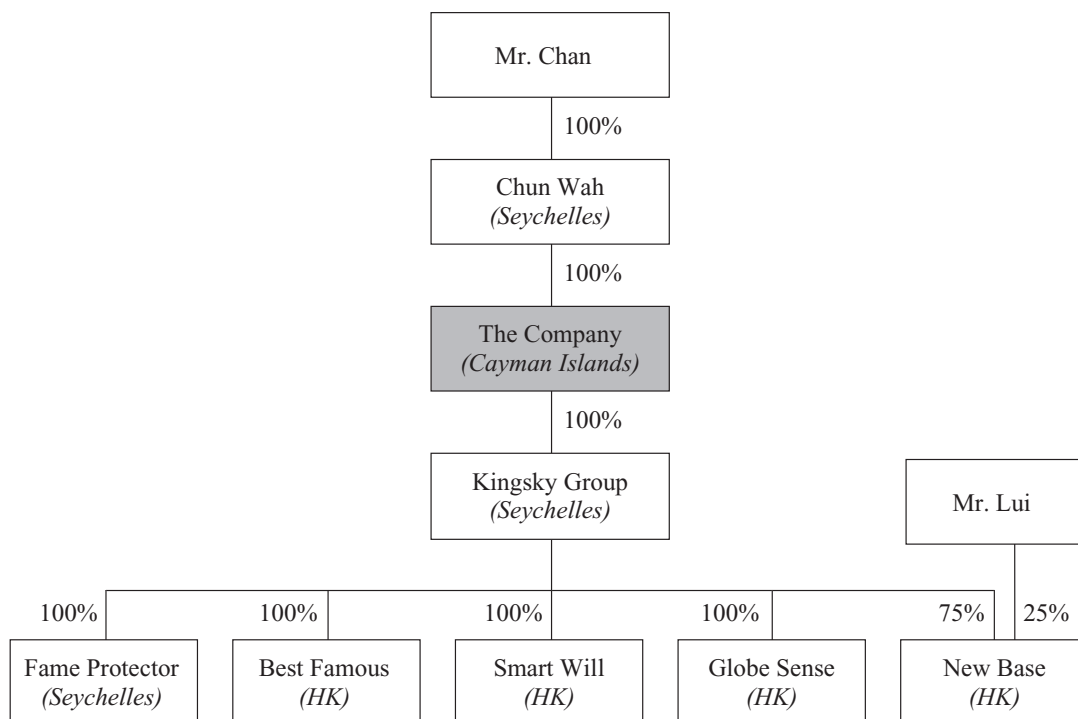 Mr. Chan
100%
Chun Wah
(Seychelles)
100%
The Company
(Cayman Islands)
100%
Kingsky Group
(Seychelles)
Mr. Lui
100%
100%
100%
100%
75%
25%
Fame Protector
(Seychelles)
Best Famous
(HK)
Smart Will
(HK)
Globe Sense
(HK)
New Base
(HK)